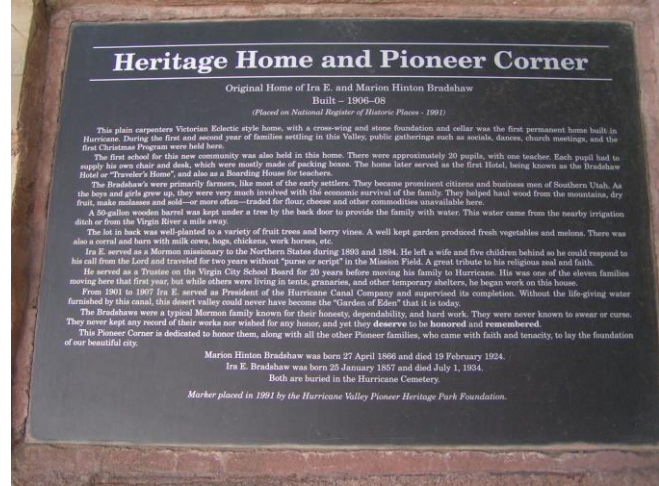 Heritage Home and Pioneer Corner
Original Home of Ira E. and Marion Hinton Bradshaw
Built – 1906–08
(Placed on National Register of Historic Places - 1991)
This plain carpenters Victorian Eclectic style home, with a cross-wing and stone foundation and cellar was the first permanent home built in
Hurricane. During the first and second year of families settling in this Valley, public gatherings such as socials, dances, church meetings, and the
first Christmas Program were held here.
The first school for this new community was also held in this home. There were approximately 20 pupils, with one teacher. Each pupil had to
supply his own chair and desk, which were mostly made of packing boxes. The home later served as the first Hotel, being known as the Bradshaw
Hotel or "Traveler's Home", and also as a Boarding House for teachers.
The Bradshaw's were primarily farmers, like most of the early settlers. They became prominent citizens and business men of Southern Utah. As
the boys and girls grew up, they were very much involved with the economic survival of the family. They helped haul wood from the mountains, dry
fruit, make molasses and sold—or more often—traded for flour, cheese and other commodities unavailable here.
A 50-gallon wooden barrel was kept under a tree by the back door to provide the family with water. This water came from the nearby irrigation
ditch or from the Virgin River a mile away.
The lot in back was well-planted to a variety of fruit trees and berry vines. A well kept garden produced fresh vegetables and melons. There was
also a corral and barn with milk cows, hogs, chickens, work horses, etc.
Ira E. served as a Mormon missionary to the Northern States during 1893 and 1894. He left a wife and five children behind so he could respond to
his call from the Lord and traveled for two years without "purse or script" in the Mission Field. A great tribute to his religious zeal and faith.
He served as a Trustee on the Virgin City School Board for 20 years before moving his family to Hurricane. His was one of the eleven families
moving here that first year, but while others were living in tents, granaries, and other temporary shelters, he began work on this house.
From 1901 to 1907 Ira E. served as President of the Hurricane Canal Company and supervised its completion. Without the life-giving water
furnished by this canal, this desert valley could never have become the "Garden of Eden" that it is today.
The Bradshaws were a typical Mormon family known for their honesty, dependability, and hard work. They were never known to swear or curse.
They never kept any record of their works nor wished for any honor, and yet they deserve to be honored and remembered.
This Pioneer Corner is dedicated to honor them, along with all the other Pioneer families, who came with faith and tenacity, to lay the foundation
of our beautiful city.
Marion Hinton Bradshaw was born 27 April 1866 and died 19 February 1924.
Ira E. Bradshaw was born 25 January 1857 and died July 1, 1934.
Both are buried in the Hurricane Cemetery.
Marker placed in 1991 by the Hurricane Valley Pioneer Heritage Park Foundation.